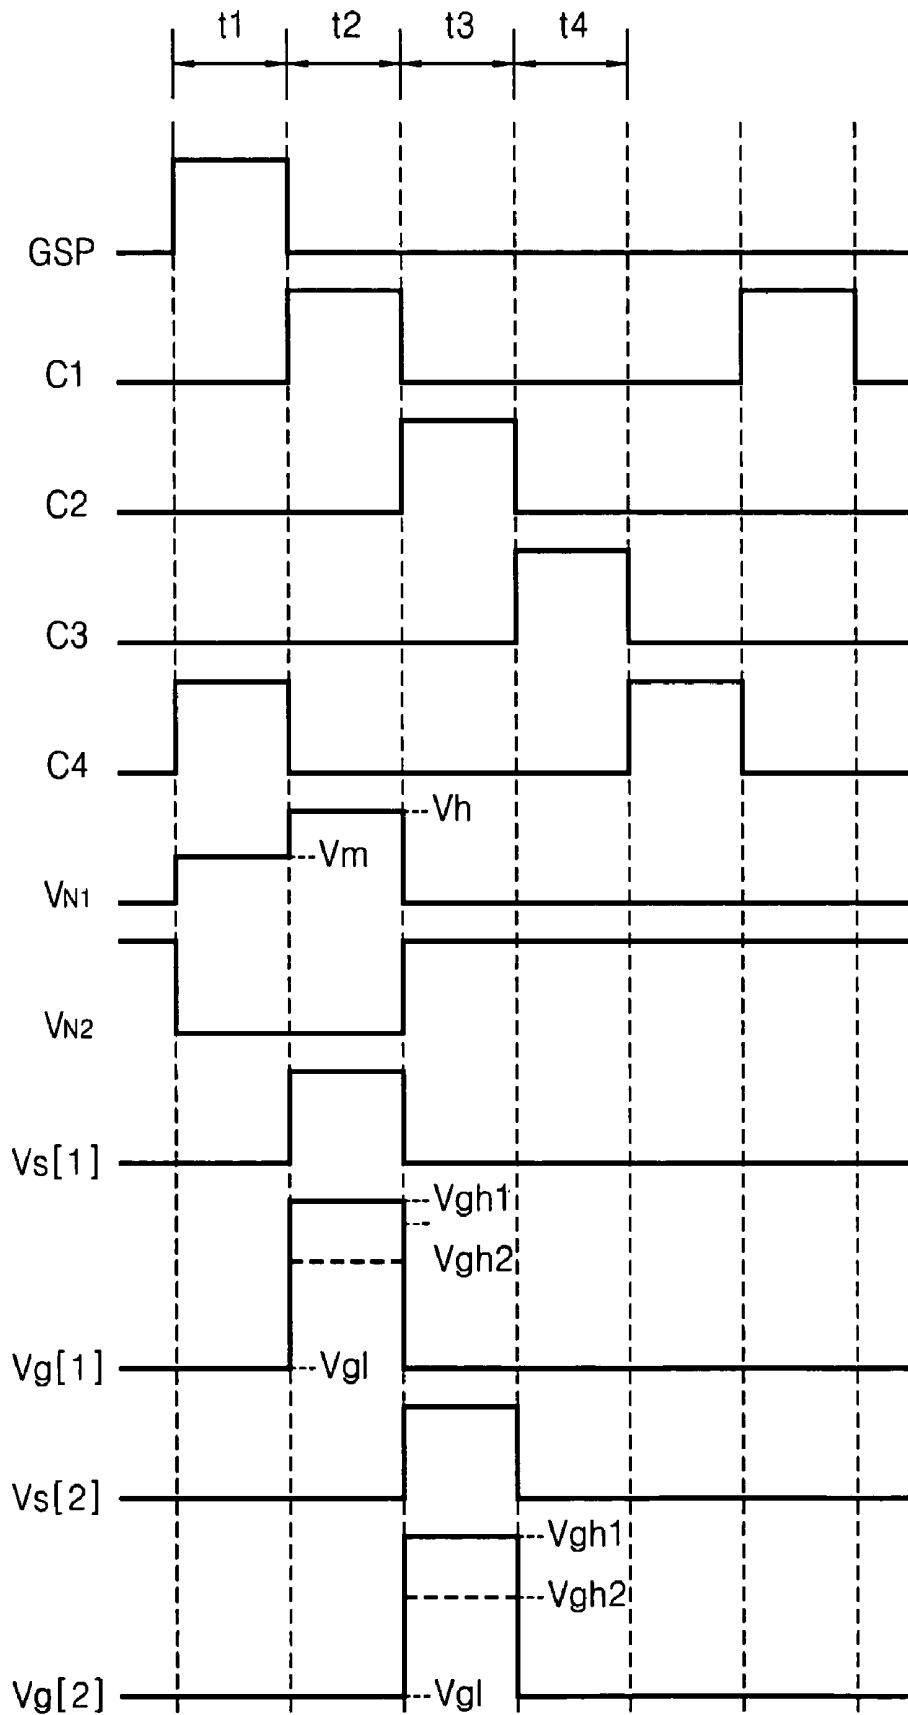 t1 t2 t3 t4
GSP
C1
C2
C3
C4
Vh
Vm
VN1
VN2
Vs[1]
Vgh1
Vgh2
Vg[1] Vgl
Vs[2]
Vgh1
Vgh2
Vg[2] Vgl